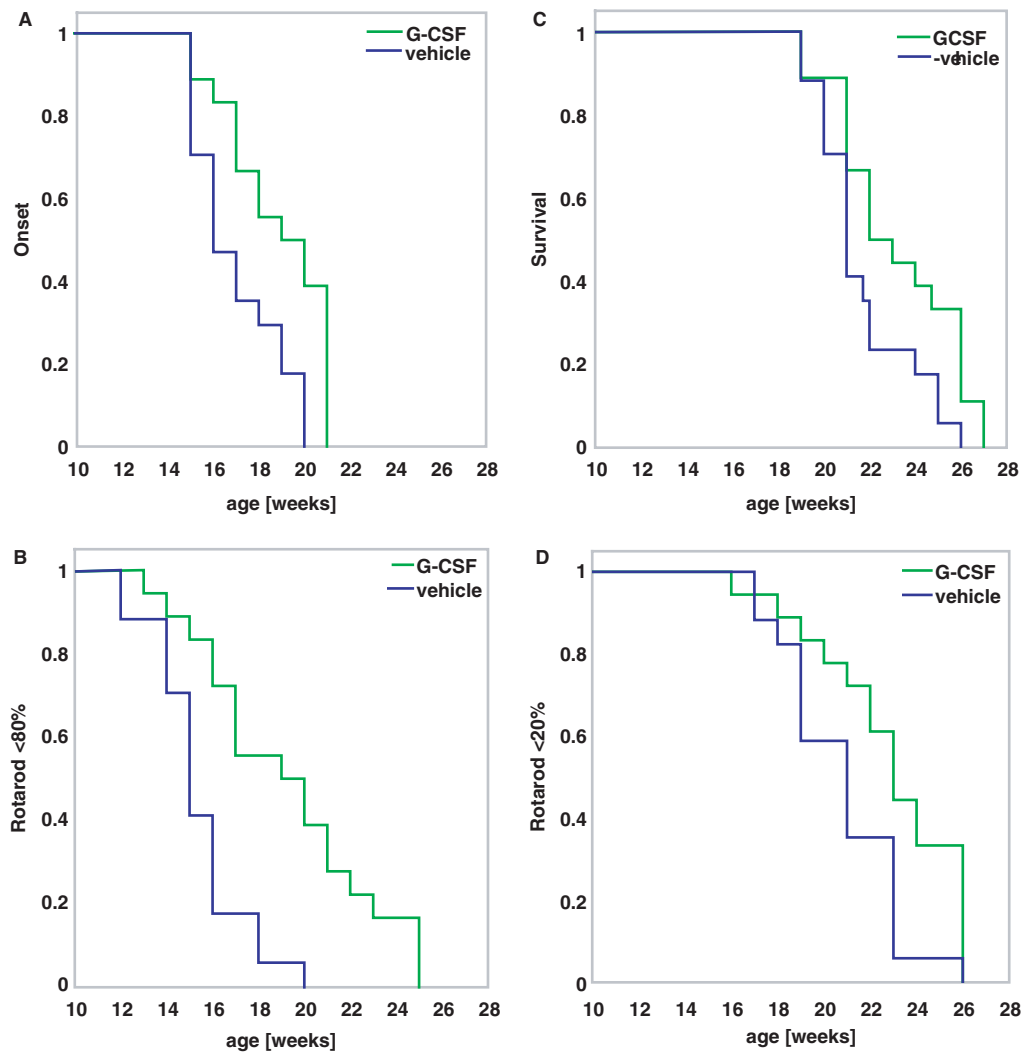 A
G-CSF
vehicle
1
0.8
0.6
0.4
0.2
0
Onset
10 12 14 16 18 20 22 24 26 28
age [weeks]
C
GCSF
-vehicle
1
0.8
0.6
0.4
0.2
0
Survival
10 12 14 16 18 20 22 24 26 28
age [weeks]
B
G-CSF
vehicle
1
0.8
0.6
0.4
0.2
0
Rotarod <80%
10 12 14 16 18 20 22 24 26 28
age [weeks]
D
G-CSF
vehicle
1
0.8
0.6
0.4
0.2
0
Rotarod <20%
10 12 14 16 18 20 22 24 26 28
age [weeks]